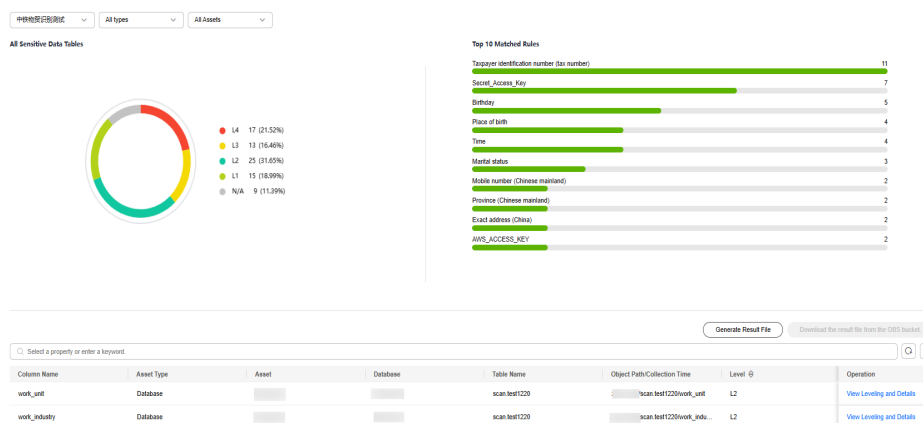 中铁物贸识别测试
All types
All Assets
All Sensitive Data Tables
Top 10 Matched Rules
L4 17 (21.52%)
L3 13 (16.46%)
L2 25 (31.65%)
L1 15 (18.99%)
N/A 9 (11.39%)
Taxpayer identification number (tax number) 11
Secret_Access_Key 7
Birthday 5
Place of birth 4
Time 4
Marital status 3
Mobile number (Chinese mainland) 2
Province (Chinese mainland) 2
Exact address (China) 2
AWS_ACCESS_KEY 2
Generate Result File
Download the result file from the OBS bucket.
Select a property or enter a keyword.
Column Name Asset Type Asset Database Table Name Object Path/Collection Time Level Operation
work_unit Database scan.test1220 /scan.test1220/work_unit L2 View Leveling and Details
work_industry Database scan.test1220 scan.test1220/work_indu... L2 View Leveling and Details